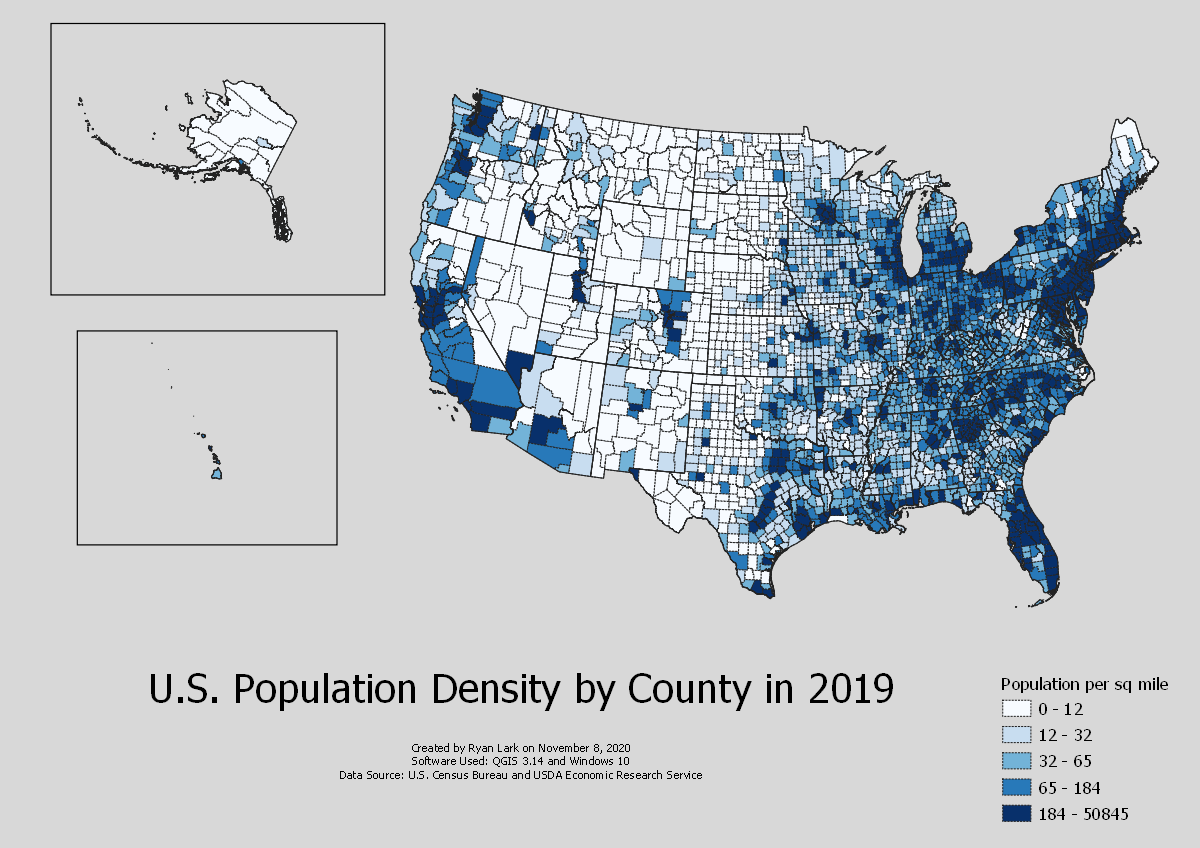 U.S. Population Density by County in 2019
Created by Ryan Lark on November 8, 2020
Software Used: QGIS 3.14 and Windows 10
Data Source: U.S. Census Bureau and USDA Economic Research Service
Population per sq mile
0 - 12
12 - 32
32 - 65
65 - 184
184 - 50845